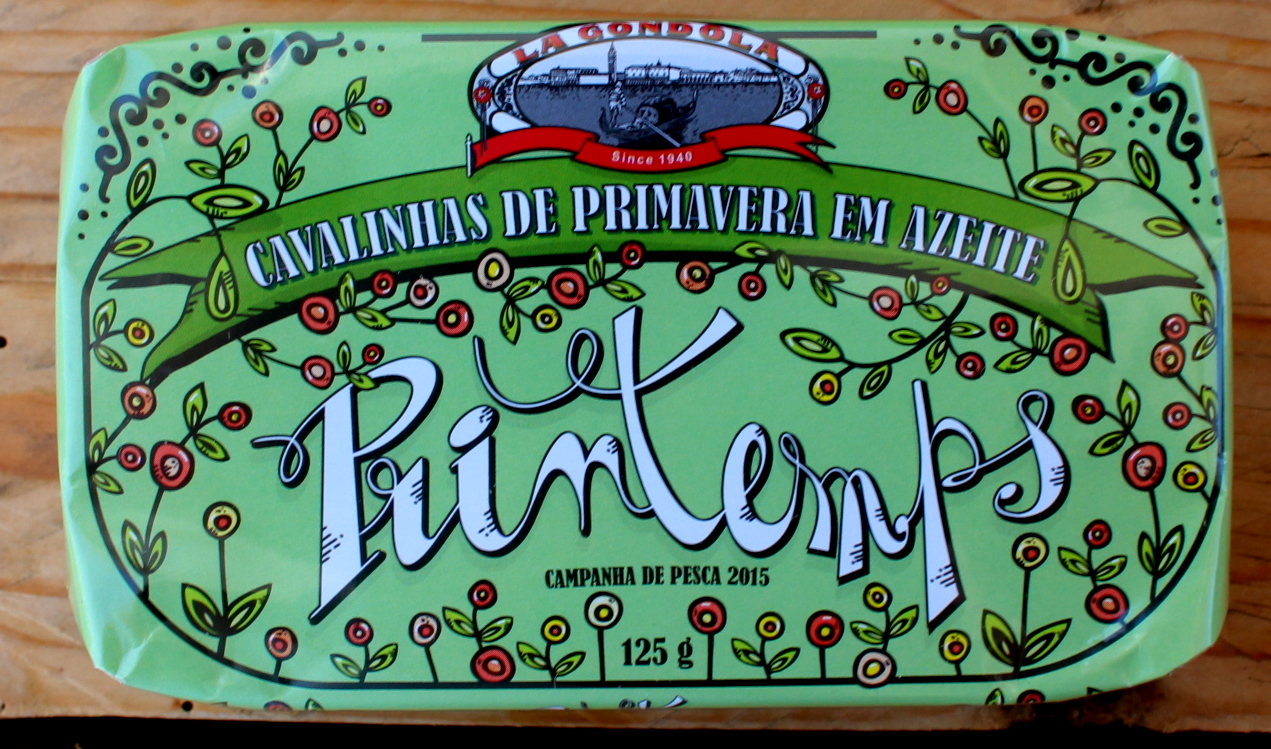 LA GONDOLA
Since 1940
CAVALINHAS DE PRIMAVERA EM AZEITE
Printemps
CAMPANHA DE PESCA 2015
125 g